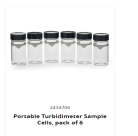 2434706
Portable Turbidimeter Sample
Cells, pack of 6